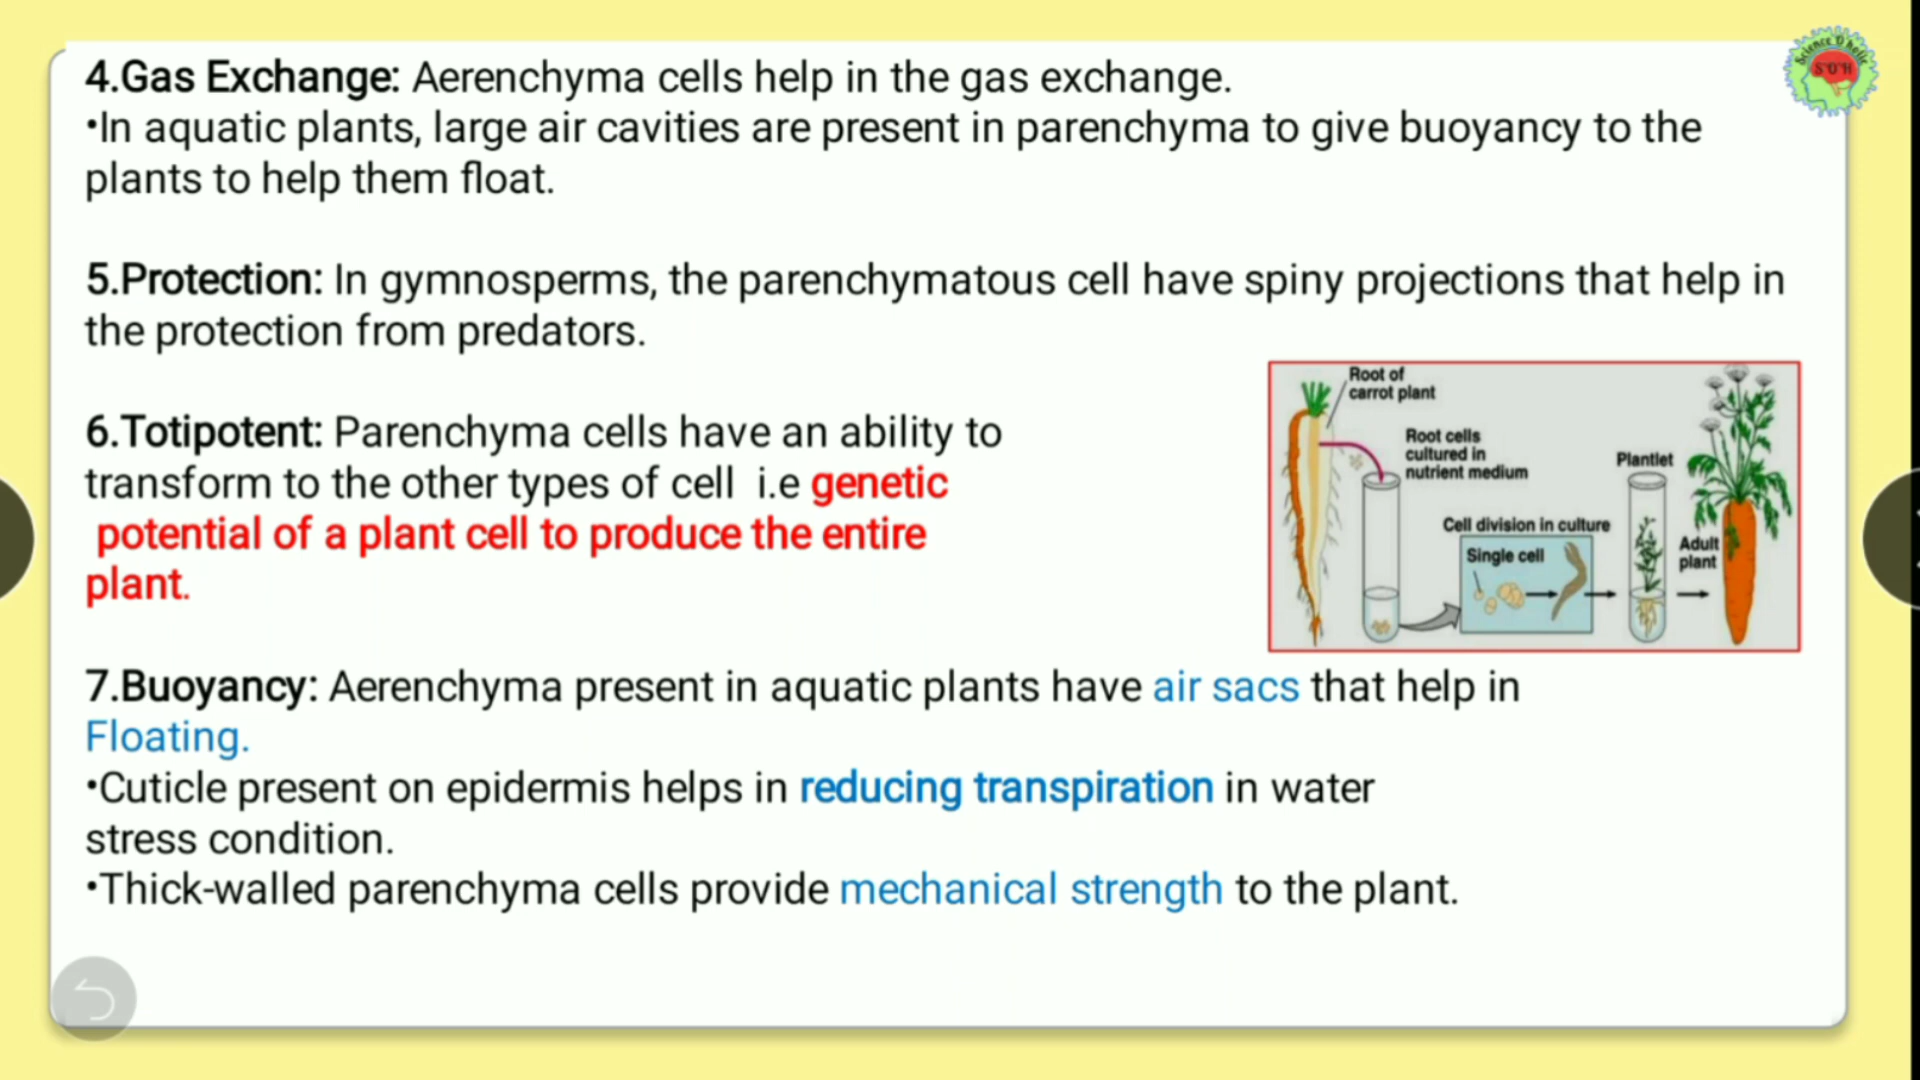 4.Gas Exchange: Aerenchyma cells help in the gas exchange.
•In aquatic plants, large air cavities are present in parenchyma to give buoyancy to the
plants to help them float.
5.Protection: In gymnosperms, the parenchymatous cell have spiny projections that help in
the protection from predators.
6.Totipotent: Parenchyma cells have an ability to
transform to the other types of cell i.e genetic
potential of a plant cell to produce the entire
plant.
Root of
carrot plant
Root cells
cultured in
nutrient medium
Plantlet
Cell division in culture
Single cell
Adult
plant
7.Buoyancy: Aerenchyma present in aquatic plants have air sacs that help in
Floating.
•Cuticle present on epidermis helps in reducing transpiration in water
stress condition.
•Thick-walled parenchyma cells provide mechanical strength to the plant.
S'O'H